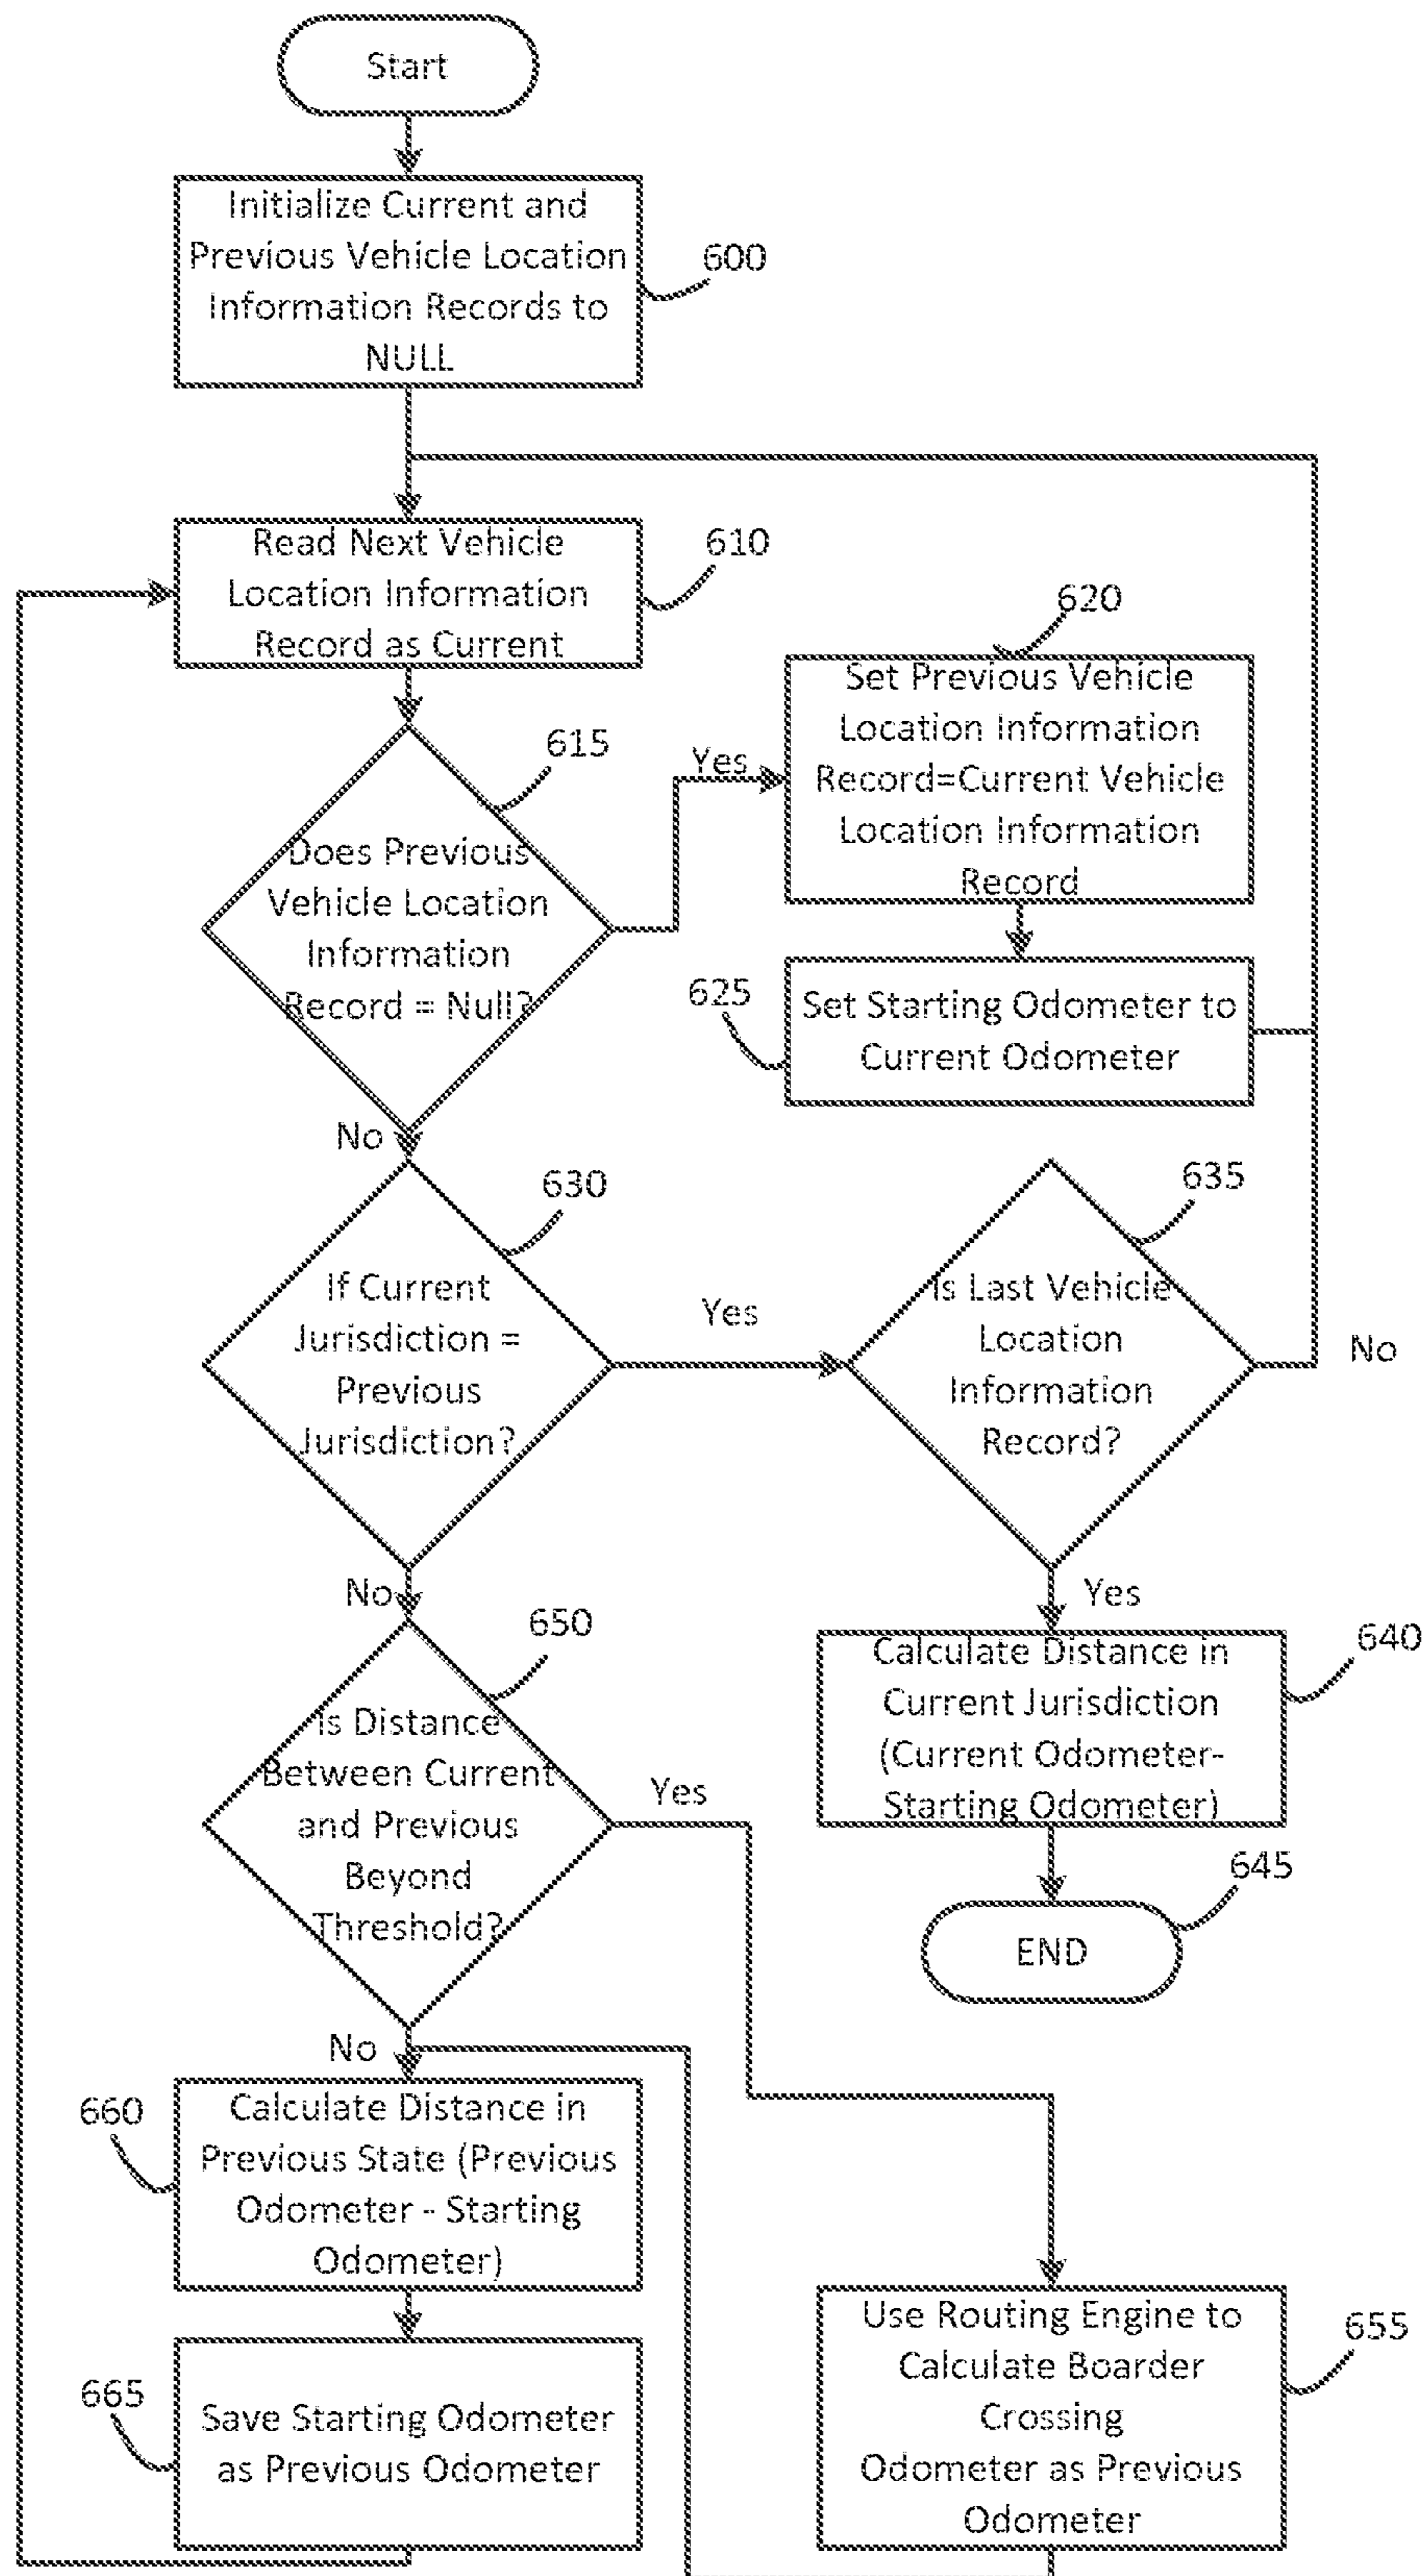 Start
Initialize Current and
Previous Vehicle Location
Information Records to
NULL
600
Read Next Vehicle
Location Information
Record as Current
610
620
Set Previous Vehicle
Location Information
Record=Current Vehicle
Location Information
Record
615
Yes
Does Previous
Vehicle Location
Information
Record = Null?
625
Set Starting Odometer to
Current Odometer
No
630
If Current
Jurisdiction =
Previous
Jurisdiction?
Yes
635
Is Last Vehicle
Location
Information
Record?
No
No
Yes
650
Is Distance
Between Current
and Previous
Beyond
Threshold?
Yes
640
Calculate Distance in
Current Jurisdiction
(Current Odometer-
Starting Odometer)
645
END
No
660
Calculate Distance in
Previous State (Previous
Odometer - Starting
Odometer)
665
Save Starting Odometer
as Previous Odometer
655
Use Routing Engine to
Calculate Boarder
Crossing
Odometer as Previous
Odometer